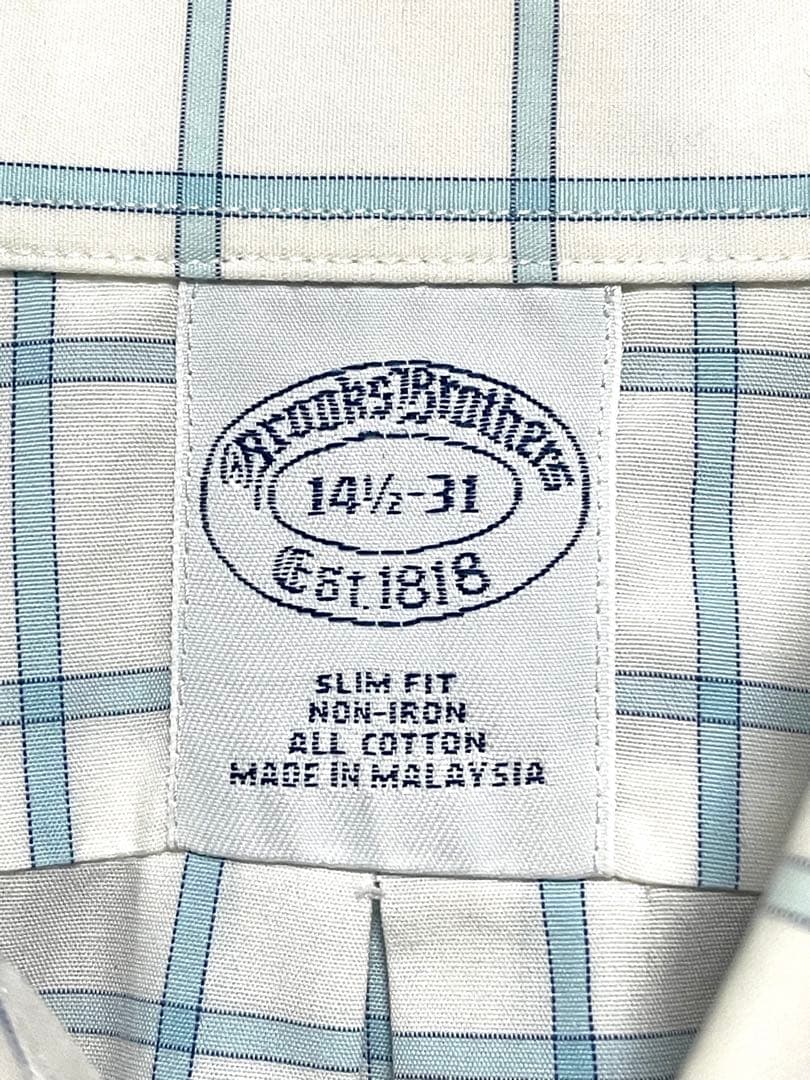 Brooks Brothers
14½-31
Est. 1818
SLIM FIT
NON-IRON
ALL COTTON
MADE IN MALAYSIA